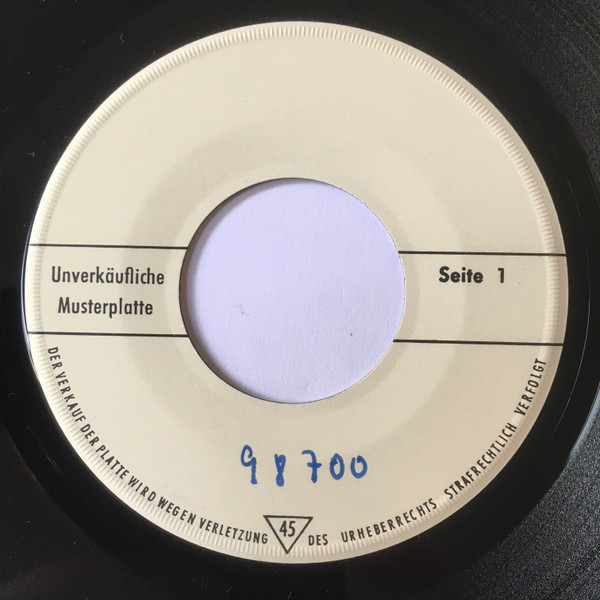 Unverkäufliche
Musterplatte
Seite 1
98700
DER VERKAUF DER PLATTE WIRD WEGEN VERLETZUNG 45 DES URHEBERRECHTS STRAFRECHTLICH VERFOLGT